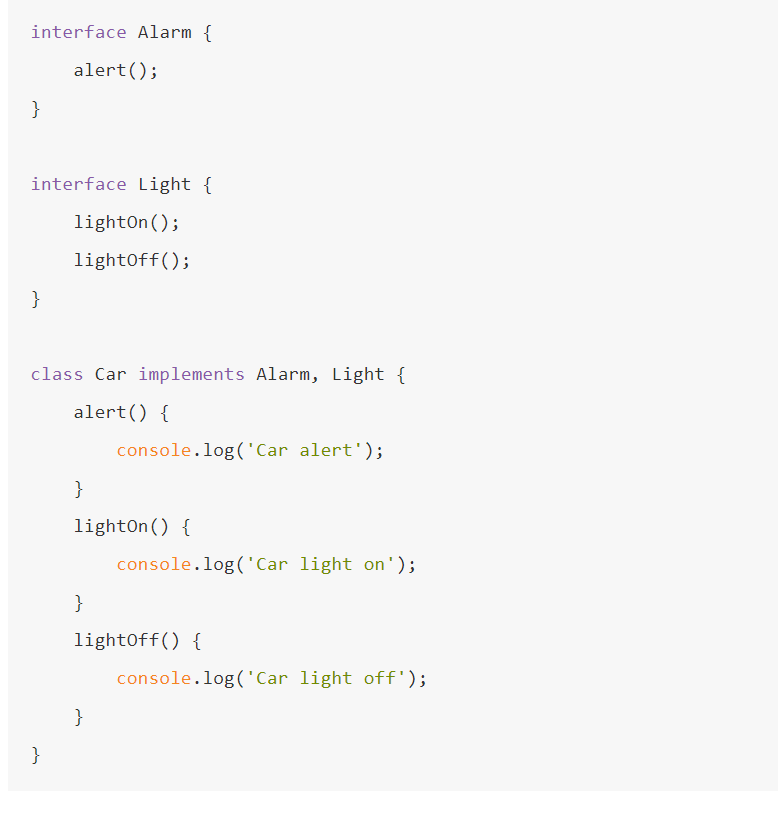 interface Alarm {
    alert();
}

interface Light {
    lightOn();
    lightOff();
}

class Car implements Alarm, Light {
    alert() {
        console.log('Car alert');
    }
    lightOn() {
        console.log('Car light on');
    }
    lightOff() {
        console.log('Car light off');
    }
}